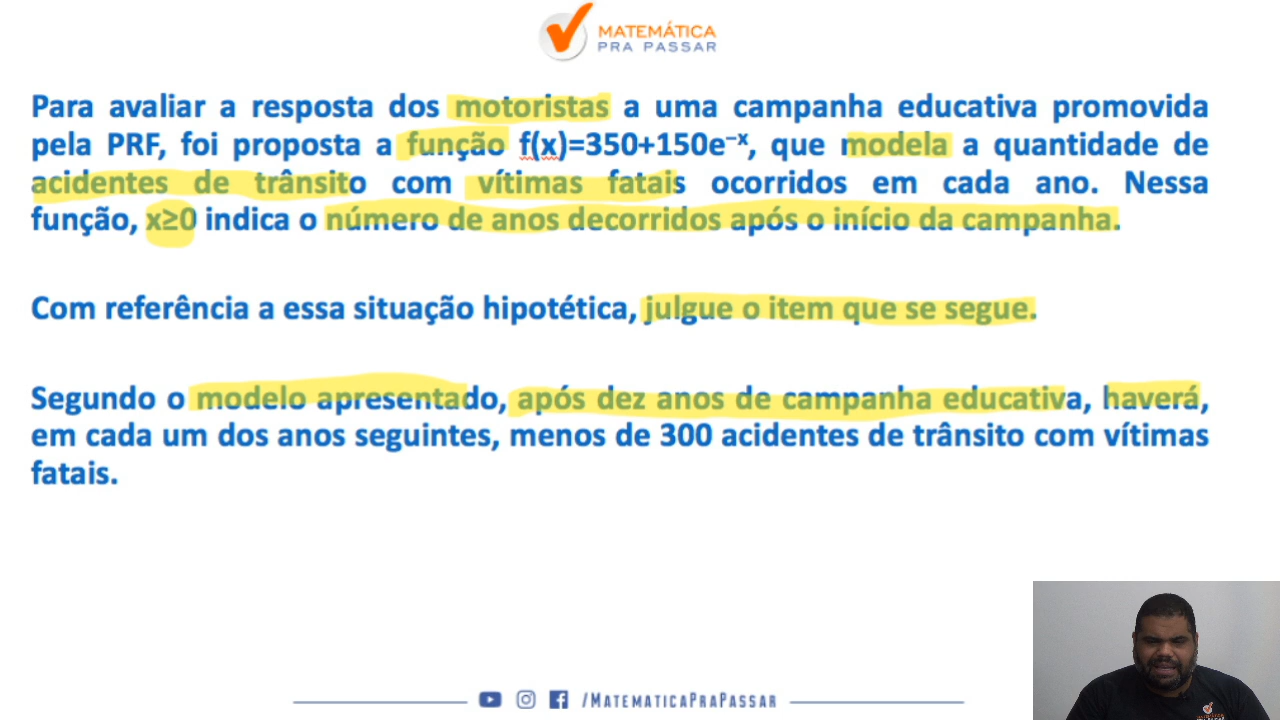 MATEMÁTICA
PRA PASSAR
Para avaliar a resposta dos motoristas a uma campanha educativa promovida
pela PRF, foi proposta a função f(x)=350+150e⁻ˣ, que modela a quantidade de
acidentes de trânsito com vítimas fatais ocorridos em cada ano. Nessa
função, x≥0 indica o número de anos decorridos após o início da campanha.
Com referência a essa situação hipotética, julgue o item que se segue.
Segundo o modelo apresentado, após dez anos de campanha educativa, haverá,
em cada um dos anos seguintes, menos de 300 acidentes de trânsito com vítimas
fatais.
/MATEMATICAPRAPASSAR